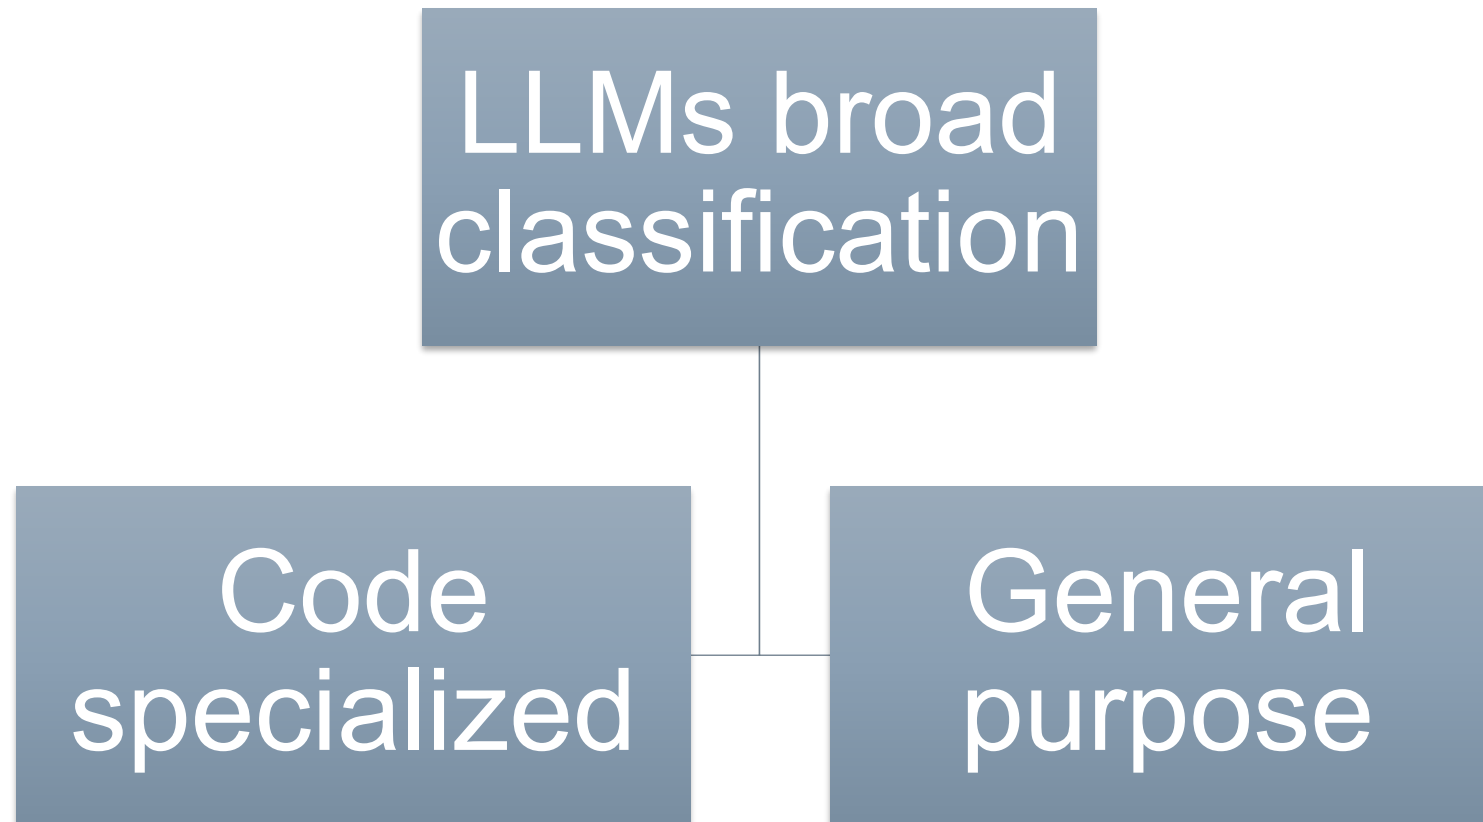 LLMs broad
classification
Code
specialized
General
purpose